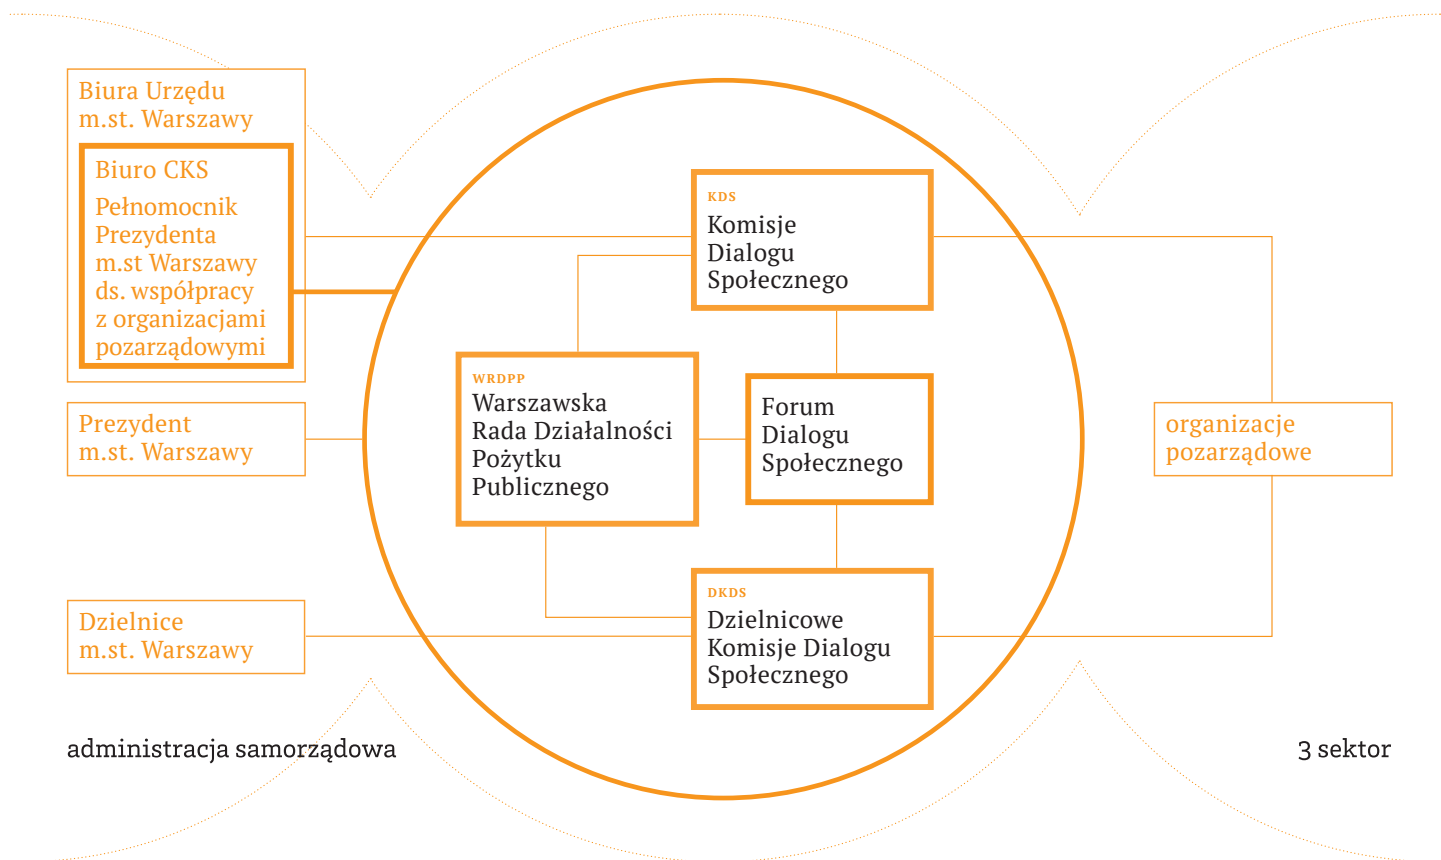 Biura Urzędu
m.st. Warszawy
Biuro CKS
Pełnomocnik
Prezydenta
m.st Warszawy
ds. współpracy
z organizacjami
pozarządowymi
Prezydent
m.st. Warszawy
Dzielnice
m.st. Warszawy
administracja samorządowa
KDS
Komisje
Dialogu
Społecznego
WRDPP
Warszawska
Rada Działalności
Pożytku
Publicznego
Forum
Dialogu
Społecznego
DKDS
Dzielnicowe
Komisje Dialogu
Społecznego
organizacje
pozarządowe
3 sektor